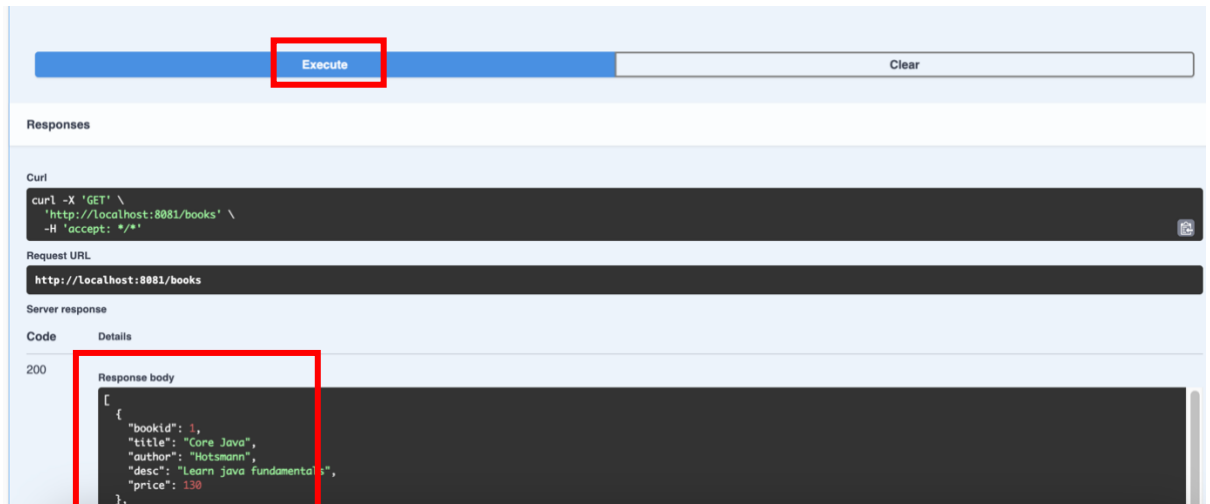 Execute Clear
Responses
Curl
curl -X 'GET' \
'http://localhost:8081/books' \
-H 'accept: */*'
Request URL
http://localhost:8081/books
Server response
Code Details
200
Response body
[
{
"bookid": 1,
"title": "Core Java",
"author": "Hotsmann",
"desc": "Learn java fundamentals",
"price": 130
},